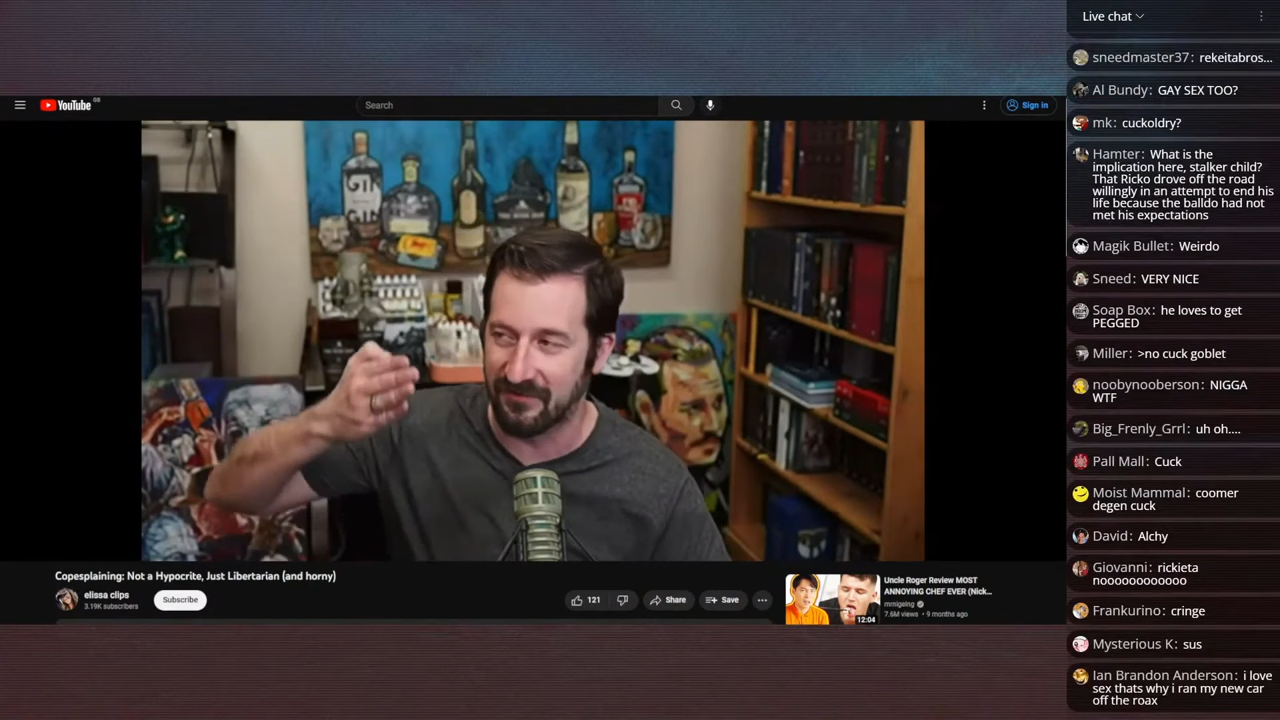 Live chat
sneedmaster37: rekeitabros...
Al Bundy: GAY SEX TOO?
mk: cuckoldry?
Hamter: What is the
implication here, stalker child?
That Ricko drove off the road
willingly in an attempt to end his
life because the balldo had not
met his expectations
Magik Bullet: Weirdo
Sneed: VERY NICE
Soap Box: he loves to get
PEGGED
Miller: >no cuck goblet
noobynooberson: NIGGA
WTF
Big_Frenly_Grrl: uh oh....
Pall Mall: Cuck
Moist Mammal: coomer
degen cuck
David: Alchy
Giovanni: rickieta
noooooooooooo
Frankurino: cringe
Mysterious K: sus
Ian Brandon Anderson: i love
sex thats why i ran my new car
off the roax
YouTube GB
Search
Sign in
GIN
GIN
Copesplaining: Not a Hypocrite, Just Libertarian (and horny)
elissa clips
3.19K subscribers
Subscribe
121
Share
Save
12:04
Uncle Roger Review MOST
ANNOYING CHEF EVER (Nick...
mrnigelng
7.6M views • 9 months ago